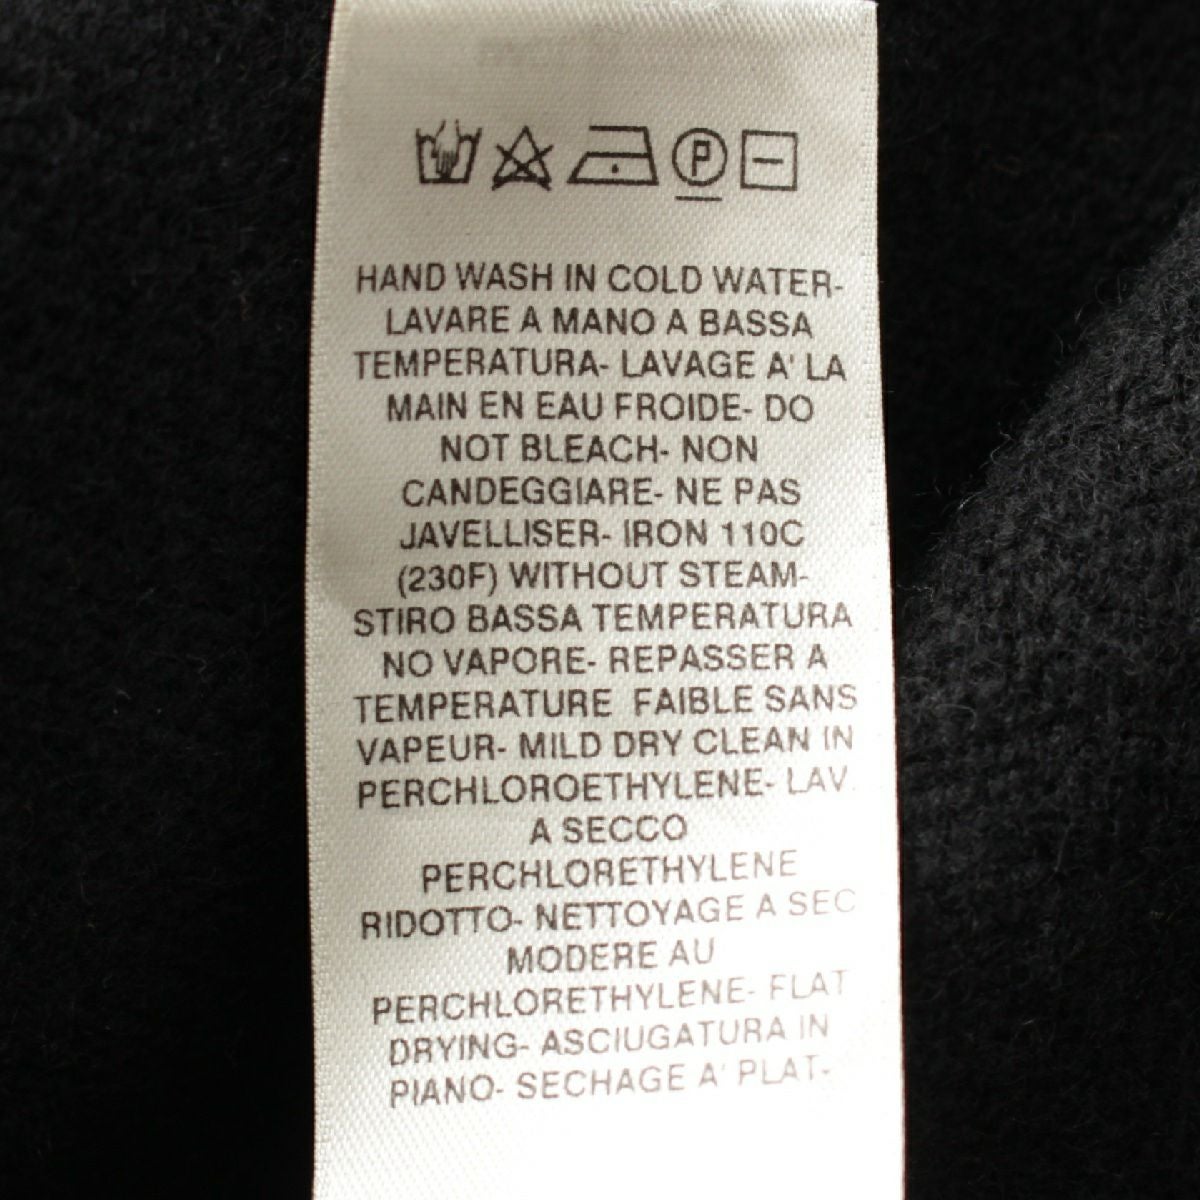 P
HAND WASH IN COLD WATER-
LAVARE A MANO A BASSA
TEMPERATURA- LAVAGE A' LA
MAIN EN EAU FROIDE- DO
NOT BLEACH- NON
CANDEGGIARE- NE PAS
JAVELLISER- IRON 110C
(230F) WITHOUT STEAM-
STIRO BASSA TEMPERATURA
NO VAPORE- REPASSER A
TEMPERATURE FAIBLE SANS
VAPEUR- MILD DRY CLEAN IN
PERCHLOROETHYLENE- LAV.
A SECCO
PERCHLORETHYLENE
RIDOTTO- NETTOYAGE A SEC
MODERE AU
PERCHLORETHYLENE- FLAT
DRYING- ASCIUGATURA IN
PIANO- SECHAGE A' PLAT-